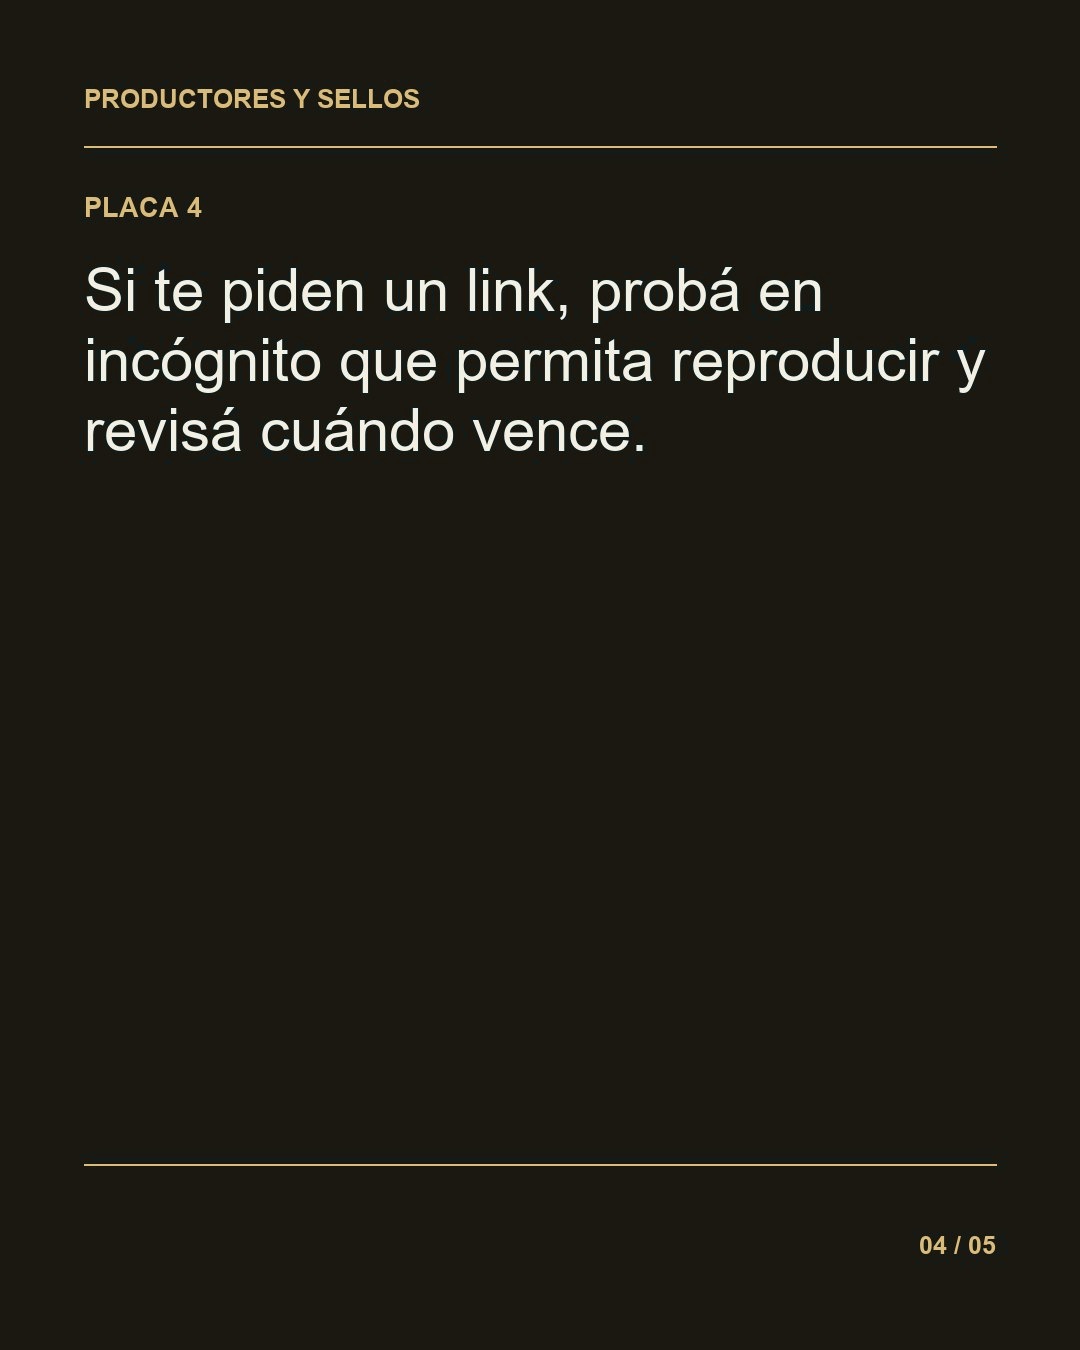 PRODUCTORES Y SELLOS
PLACA 4
Si te piden un link, probá en
incógnito que permita reproducir y
revisá cuándo vence.
04 / 05